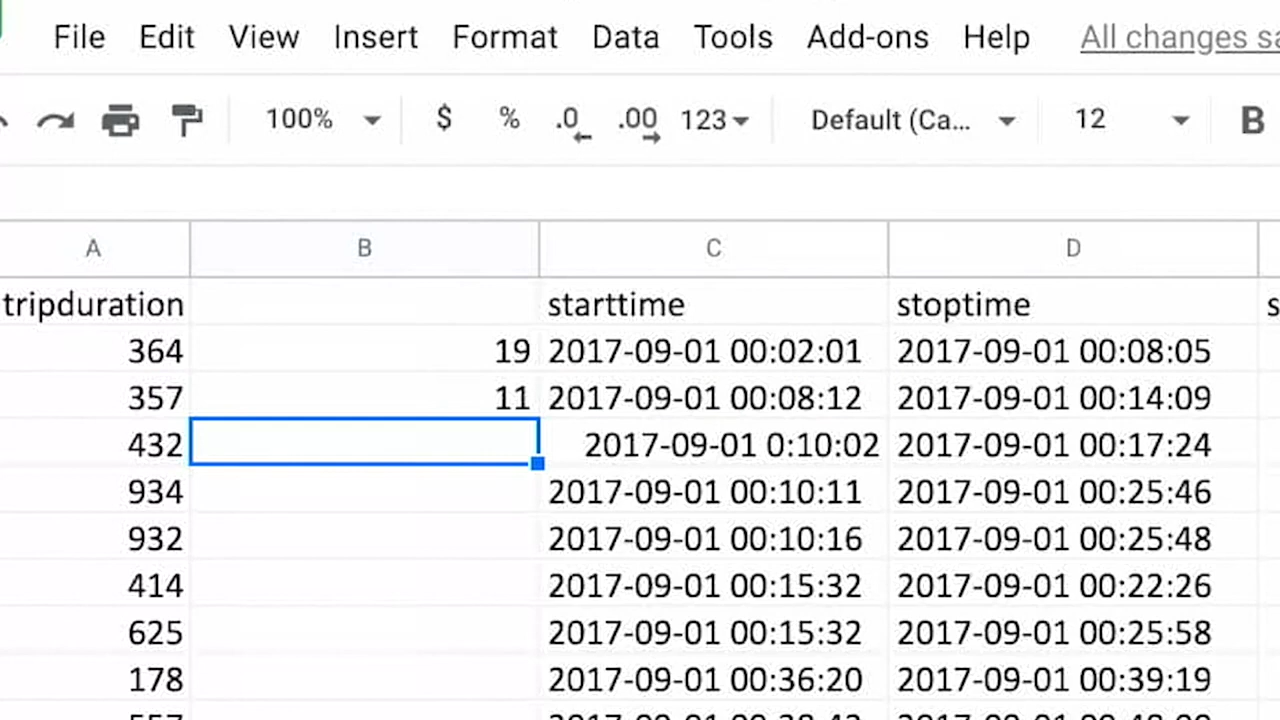 File Edit View Insert Format Data Tools Add-ons Help All changes sa
100% $ % .0 .00 123 Default (Ca... 12 B
A B C D
tripduration starttime stoptime s
364 19 2017-09-01 00:02:01 2017-09-01 00:08:05
357 11 2017-09-01 00:08:12 2017-09-01 00:14:09
432 2017-09-01 0:10:02 2017-09-01 00:17:24
934 2017-09-01 00:10:11 2017-09-01 00:25:46
932 2017-09-01 00:10:16 2017-09-01 00:25:48
414 2017-09-01 00:15:32 2017-09-01 00:22:26
625 2017-09-01 00:15:32 2017-09-01 00:25:58
178 2017-09-01 00:36:20 2017-09-01 00:39:19